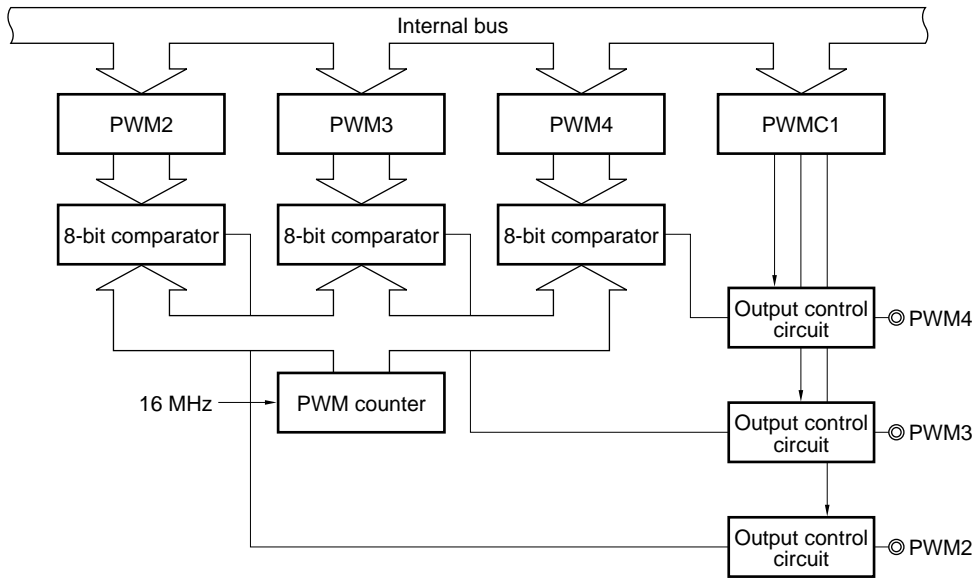 Internal bus
PWM2
PWM3
PWM4
PWMC1
8-bit comparator
8-bit comparator
8-bit comparator
Output control
circuit
PWM4
16 MHz
PWM counter
Output control
circuit
PWM3
Output control
circuit
PWM2